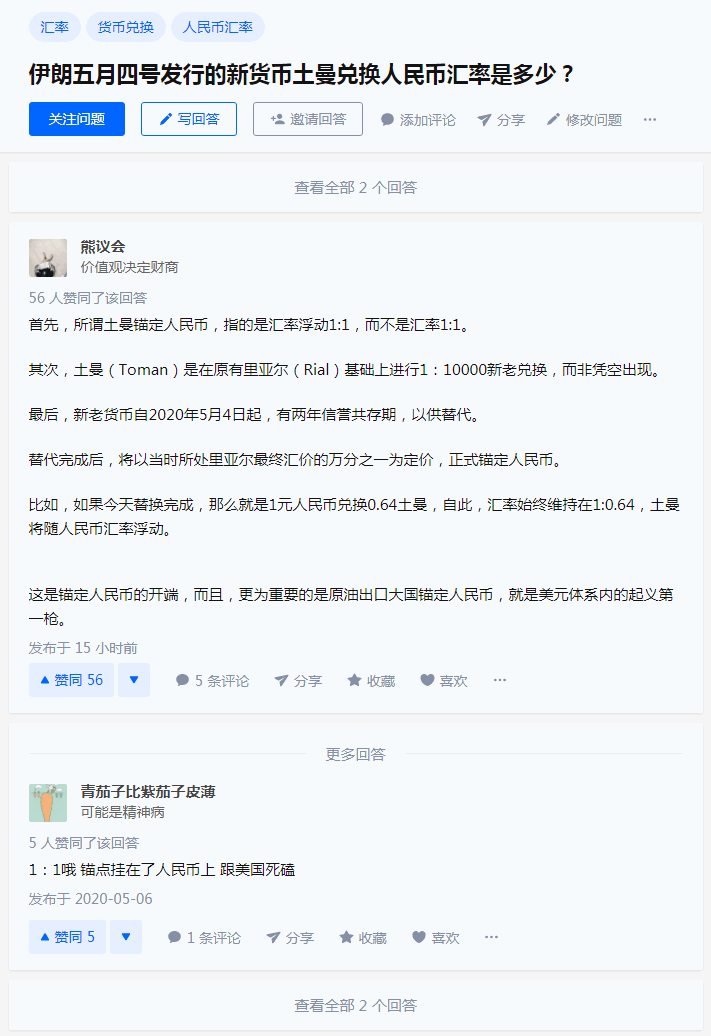 汇率 货币兑换 人民币汇率
伊朗五月四号发行的新货币土曼兑换人民币汇率是多少？
关注问题 写回答 邀请回答 添加评论 分享 修改问题 ···
查看全部 2 个回答
熊议会
价值观决定财商
56 人赞同了该回答
首先，所谓土曼锚定人民币，指的是汇率浮动1:1，而不是汇率1:1。
其次，土曼（Toman）是在原有里亚尔（Rial）基础上进行1：10000新老兑换，而非凭空出现。
最后，新老货币自2020年5月4日起，有两年信誉共存期，以供替代。
替代完成后，将以当时所处里亚尔最终汇价的万分之一为定价，正式锚定人民币。
比如，如果今天替换完成，那么就是1元人民币兑换0.64土曼，自此，汇率始终维持在1:0.64，土曼
将随人民币汇率浮动。
这是锚定人民币的开端，而且，更为重要的是原油出口大国锚定人民币，就是美元体系内的起义第
一枪。
发布于 15 小时前
赞同 56 5 条评论 分享 收藏 喜欢 ···
更多回答
青茄子比紫茄子皮薄
可能是精神病
5 人赞同了该回答
1：1哦 锚点挂在了人民币上 跟美国死磕
发布于 2020-05-06
赞同 5 1 条评论 分享 收藏 喜欢 ···
查看全部 2 个回答